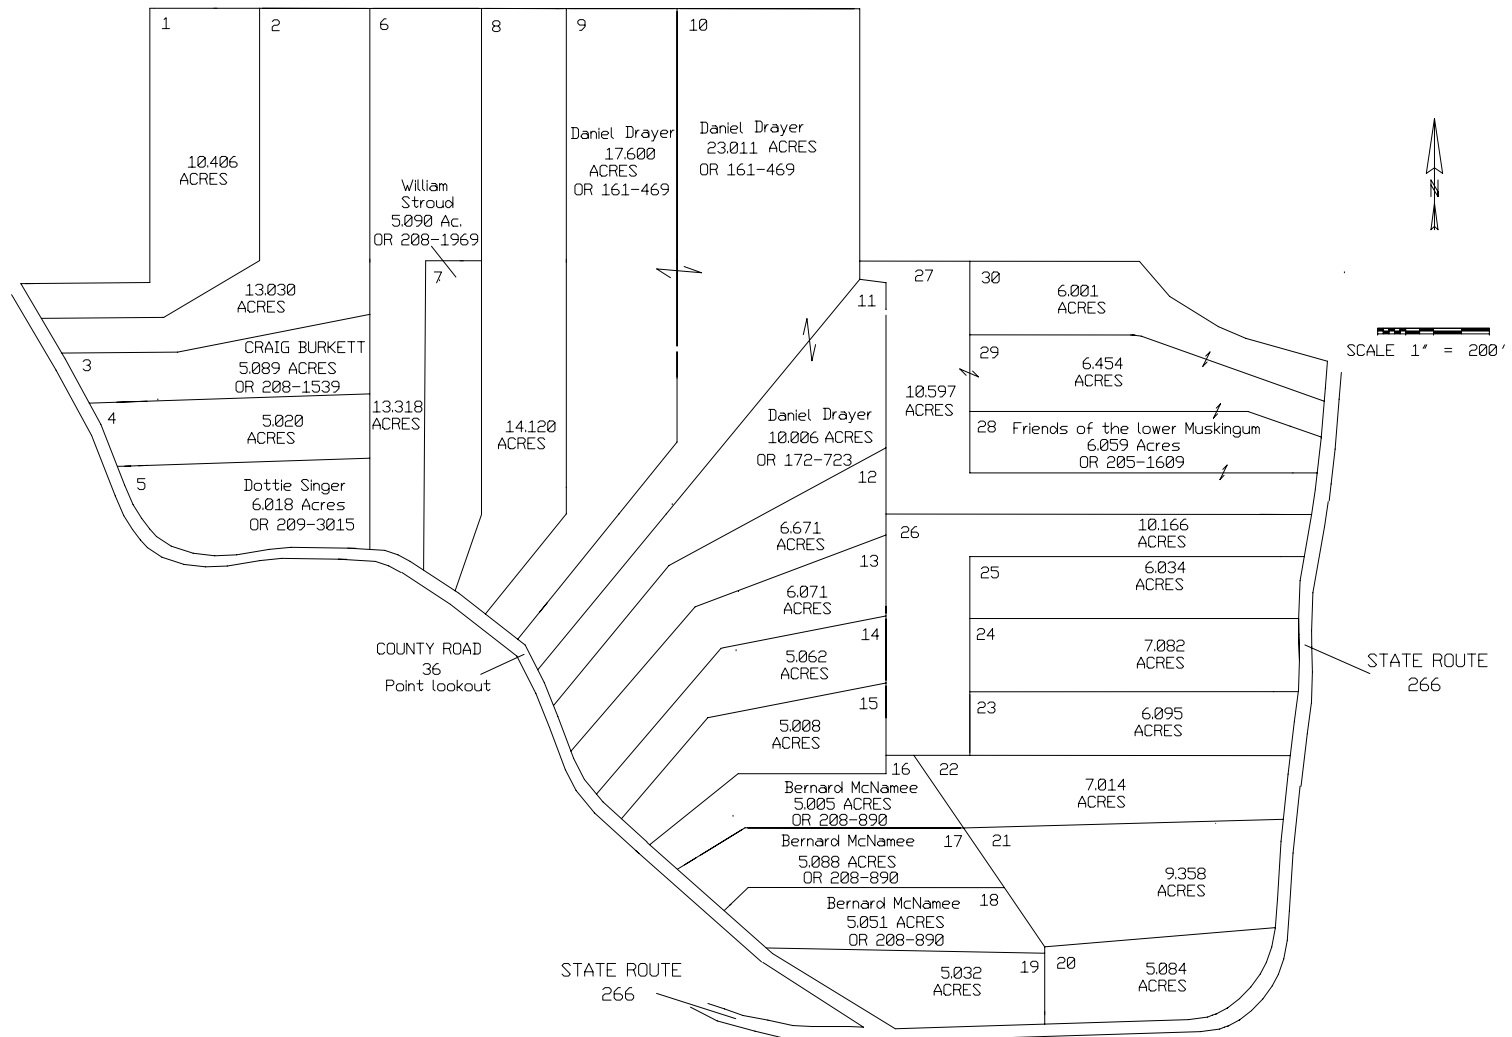 1
2
6
8
9
10
10.406
ACRES
Daniel Drayer
17.600
ACRES
OR 161-469
Daniel Drayer
23.011 ACRES
OR 161-469
William
Stroud
5.090 Ac.
OR 208-1969
7
13.030
ACRES
3
CRAIG BURKETT
5.089 ACRES
OR 208-1539
4
5.020
ACRES
5
Dottie Singer
6.018 Acres
OR 209-3015
13.318
ACRES
14.120
ACRES
11
Daniel Drayer
10.006 ACRES
OR 172-723
12
6.671
ACRES
13
6.071
ACRES
14
5.062
ACRES
15
5.008
ACRES
COUNTY ROAD
36
Point lookout
27
10.597
ACRES
30
6.001
ACRES
29
6.454
ACRES
28
Friends of the lower Muskingum
6.059 Acres
OR 205-1609
N
SCALE 1" = 200'
26
10.166
ACRES
25
6.034
ACRES
24
7.082
ACRES
23
6.095
ACRES
STATE ROUTE
266
16
Bernard McNamee
5.005 ACRES
OR 208-890
22
7.014
ACRES
17
Bernard McNamee
5.088 ACRES
OR 208-890
21
9.358
ACRES
18
Bernard McNamee
5.051 ACRES
OR 208-890
19
5.032
ACRES
20
5.084
ACRES
STATE ROUTE
266